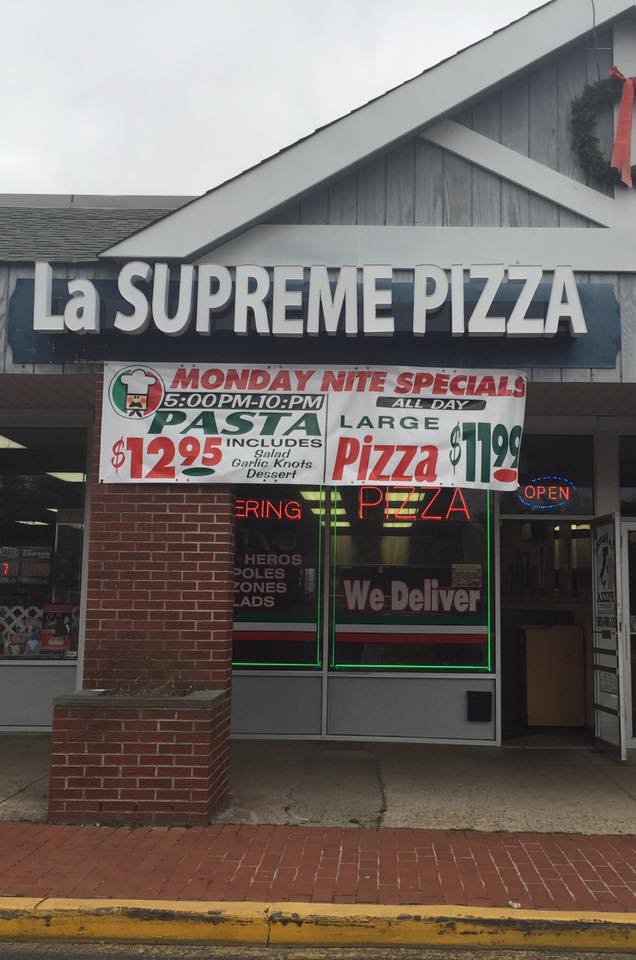 La SUPREME PIZZA
MONDAY NITE SPECIALS
5:00PM-10:PM
PASTA
$12.95
INCLUDES
Salad
Garlic Knots
Dessert
ALL DAY
LARGE
Pizza
$11.99
OPEN
ERING PIZZA
HEROS
POLES
ZONES
LADS
We Deliver